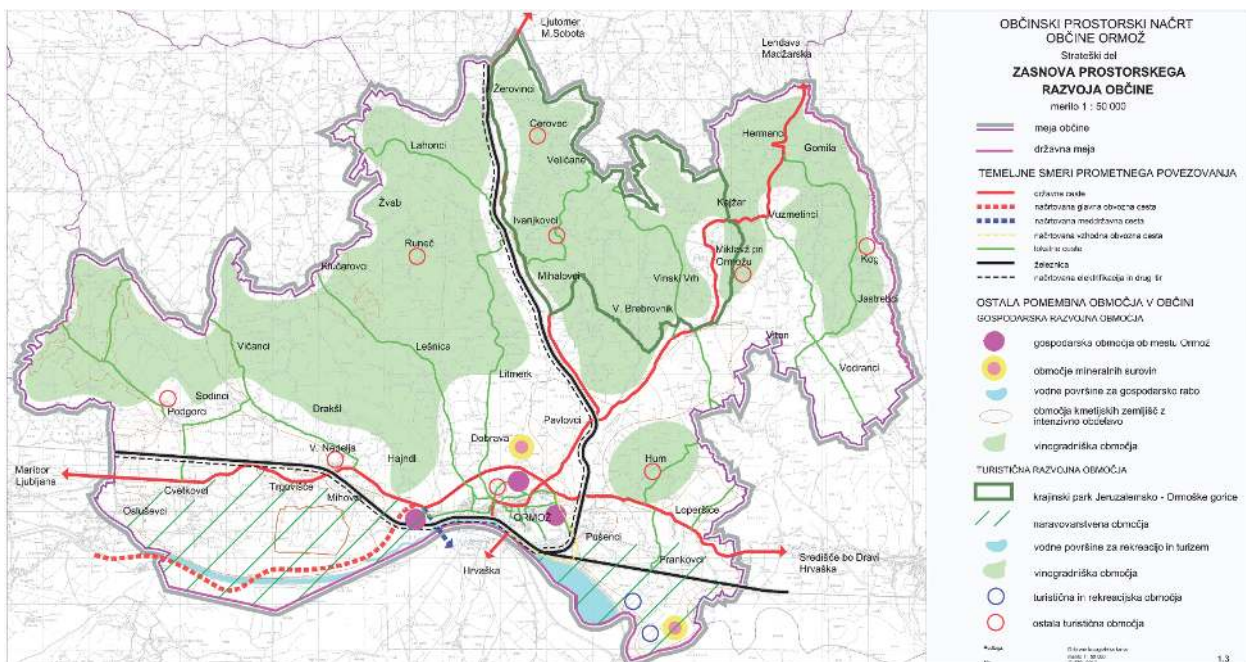 Ljutomer
M.Sobota
Lendava
Madžarska
Žerovinci
Cerovec
Hermanci
Gomila
Lahonci
Veličane
Žvab
Kajžar
Ivanjkovci
Vuzmetinci
Runeč
Miklavž pri
Ormožu
Kog
Ključarovci
Mihalovci
Vinski Vrh
Jastrebci
V. Brebrovnik
Vitan
Vičanci
Lešnica
Vodranci
Litmerk
Sodinci
Podgorci
Drakšl
Pavlovci
Dobrava
V. Nedelja
Hajndl
Hum
Maribor
Ljubljana
Cvetkovci
Trgovišče
Mihovci
Osluševci
ORMOŽ
Loperšice
Pušenci
Frankovci
Hrvaška
Središče bo Dravi
Hrvaška
OBČINSKI PROSTORSKI NAČRT
OBČINE ORMOŽ
Strateški del
ZASNOVA PROSTORSKEGA
RAZVOJA OBČINE
merilo 1 : 50 000
meja občine
državna meja
TEMELJNE SMERI PROMETNEGA POVEZOVANJA
državne ceste
načrtovana glavna obvozna cesta
načrtovana meddržavna cesta
načrtovana vzhodna obvozna cesta
lokalne ceste
železnica
načrtovana elektrifikacija in drugi tir
OSTALA POMEMBNA OBMOČJA V OBČINI
GOSPODARSKA RAZVOJNA OBMOČJA
gospodarska območja ob mestu Ormož
območje mineralnih surovin
vodne površine za gospodarsko rabo
območja kmetijskih zemljišč z
intenzivno obdelavo
vinogradniška območja
TURISTIČNA RAZVOJNA OBMOČJA
krajinski park Jeruzalemsko - Ormoške gorice
naravovarstvena območja
vodne površine za rekreacijo in turizem
vinogradniška območja
turistična in rekreacijska območja
ostala turistična območja
1.3